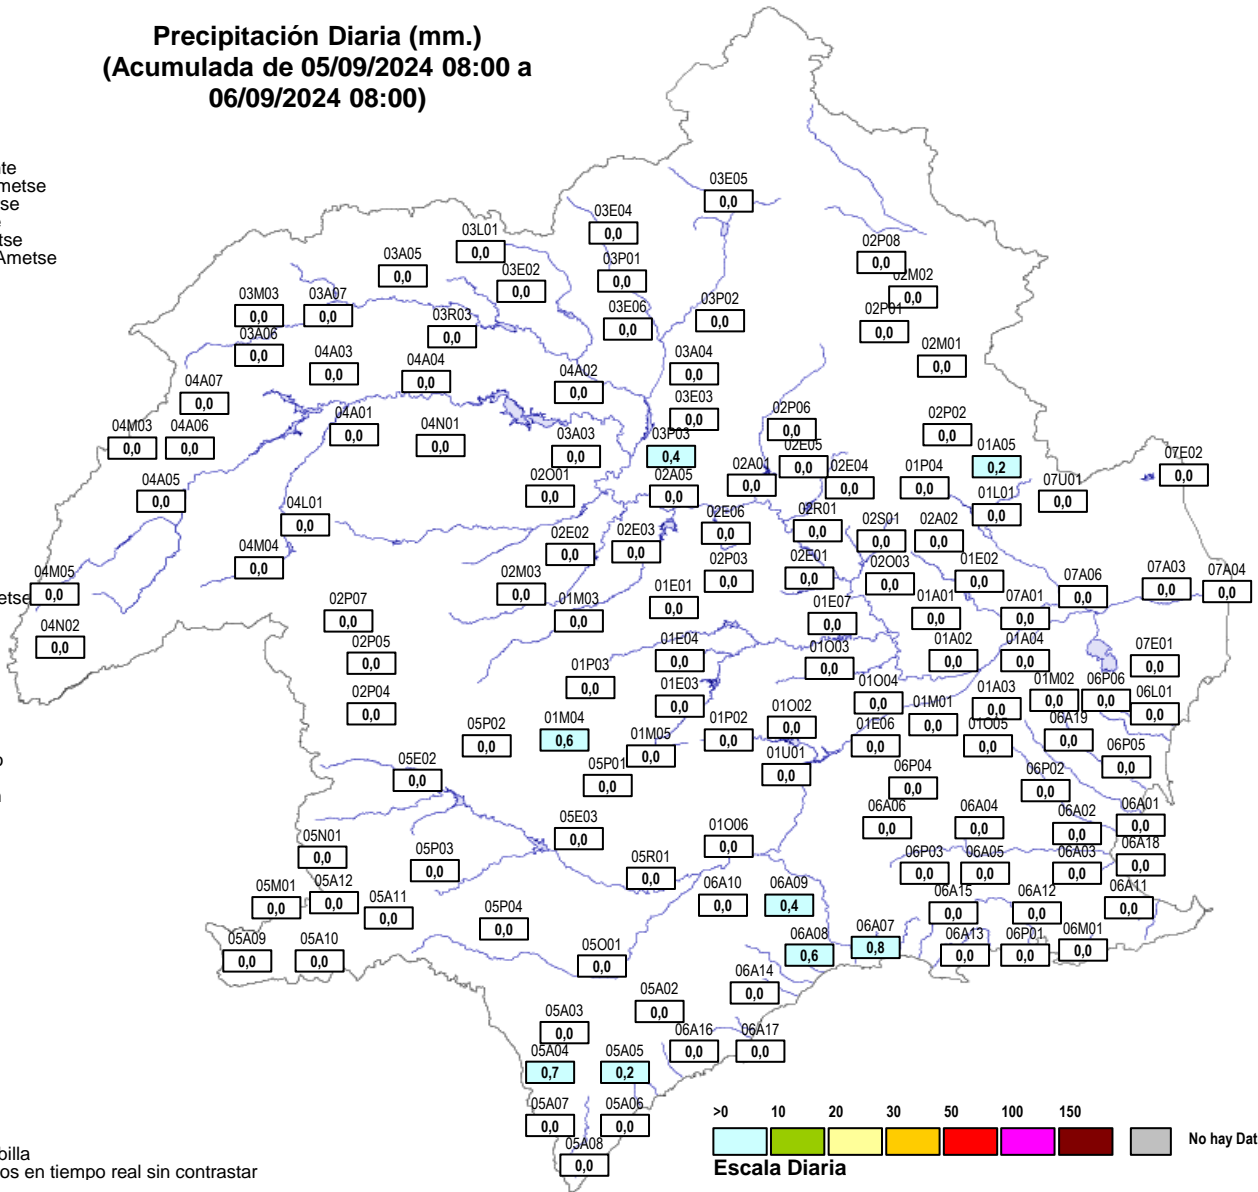 Precipitación Diaria (mm.)
(Acumulada de 05/09/2024 08:00 a
06/09/2024 08:00)
03E05
0,0
03E04
0,0
03L01
0,0
03P01
0,0
03A05
0,0
03E02
0,0
02P08
0,0
02M02
0,0
03M03
0,0
03A07
0,0
03E06
0,0
03P02
0,0
02P01
0,0
03R03
0,0
03A06
0,0
04A03
0,0
04A04
0,0
03A04
0,0
02M01
0,0
04A02
0,0
04A07
0,0
03E03
0,0
04A01
0,0
04M03
0,0
04A06
0,0
04N01
0,0
02P06
0,0
02P02
0,0
03A03
0,0
03P03
0,4
02E05
0,0
01A05
0,2
07E02
0,0
04A05
0,0
02O01
0,0
02A05
0,0
02A01
0,0
02E04
0,0
01P04
0,0
07U01
0,0
01L01
0,0
04L01
0,0
02E06
0,0
02R01
0,0
02S01
0,0
02A02
0,0
02E02
0,0
02E03
0,0
04M04
0,0
02P03
0,0
02E01
0,0
02O03
0,0
01E02
0,0
04M05
0,0
02M03
0,0
07A06
0,0
07A03
0,0
07A04
0,0
02P07
0,0
01M03
0,0
01E01
0,0
01E07
0,0
01A01
0,0
07A01
0,0
04N02
0,0
02P05
0,0
01E04
0,0
01O03
0,0
01A02
0,0
01A04
0,0
07E01
0,0
01P03
0,0
02P04
0,0
01E03
0,0
01O04
0,0
01A03
0,0
01M02
0,0
06P06
0,0
06L01
0,0
01M04
0,6
05P02
0,0
01M05
0,0
01P02
0,0
01O02
0,0
01E06
0,0
01M01
0,0
01O05
0,0
06A19
0,0
05E02
0,0
05P01
0,0
01U01
0,0
06P04
0,0
06P02
0,0
06P05
0,0
05E03
0,0
06A06
0,0
06A04
0,0
06A02
0,0
06A01
0,0
01O06
0,0
05N01
0,0
05P03
0,0
05R01
0,0
06P03
0,0
06A05
0,0
06A03
0,0
06A18
0,0
05M01
0,0
05A12
0,0
05A11
0,0
06A10
0,0
06A09
0,4
06A15
0,0
06A12
0,0
06A11
0,0
05P04
0,0
05A09
0,0
05A10
0,0
05O01
0,0
06A08
0,6
06A07
0,8
06A13
0,0
06P01
0,0
06M01
0,0
06A14
0,0
05A02
0,0
05A03
0,0
06A16
0,0
06A17
0,0
05A04
0,7
05A05
0,2
05A07
0,0
05A06
0,0
05A08
0,0
>0 10 20 30 50 100 150
No hay Dat
Escala Diaria
nte
metse
tse
Ametse
etse
billa
os en tiempo real sin contrastar